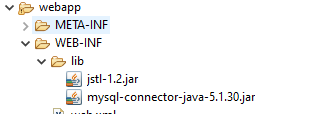 webapp
META-INF
WEB-INF
lib
jstl-1.2.jar
mysql-connector-java-5.1.30.jar